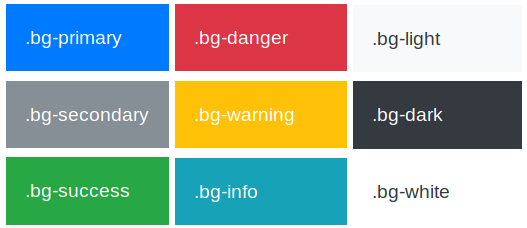 .bg-primary
.bg-danger
.bg-light
.bg-secondary
.bg-warning
.bg-dark
.bg-success
.bg-info
.bg-white